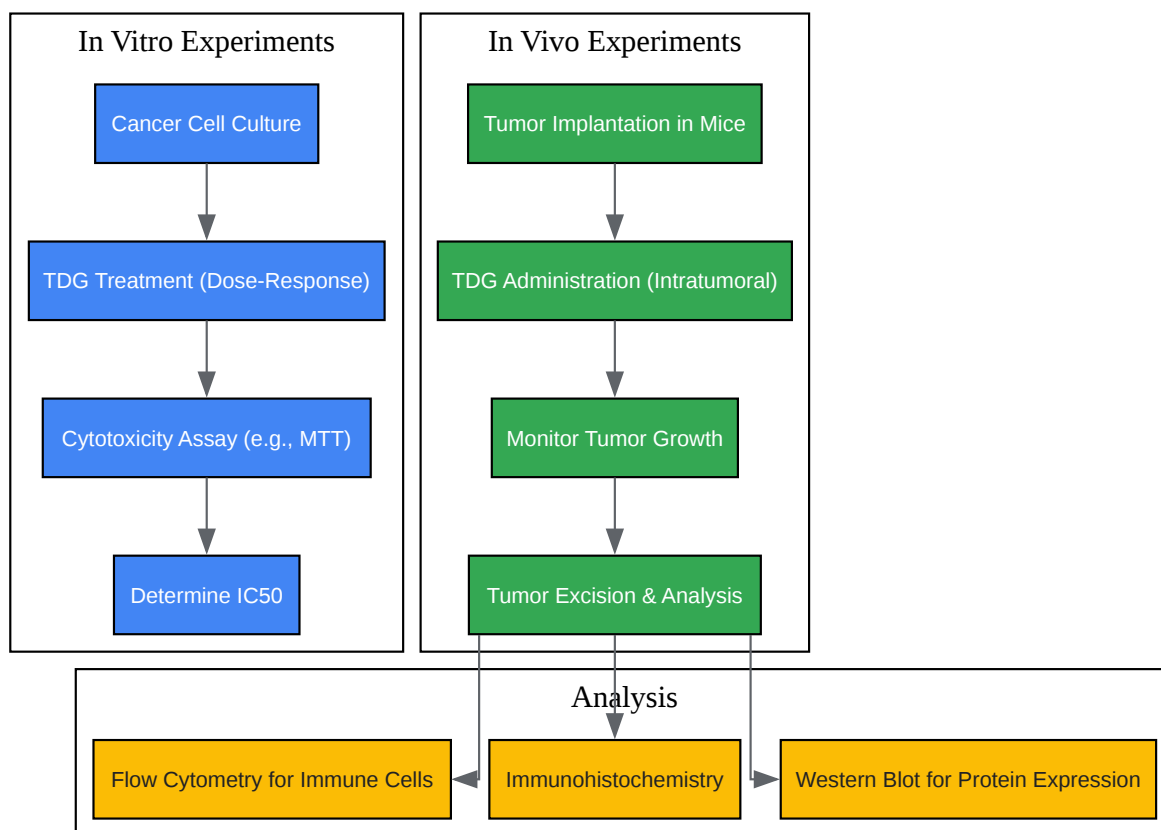 In Vitro Experiments
Cancer Cell Culture
TDG Treatment (Dose-Response)
Cytotoxicity Assay (e.g., MTT)
Determine IC50
In Vivo Experiments
Tumor Implantation in Mice
TDG Administration (Intratumoral)
Monitor Tumor Growth
Tumor Excision & Analysis
Analysis
Flow Cytometry for Immune Cells
Immunohistochemistry
Western Blot for Protein Expression